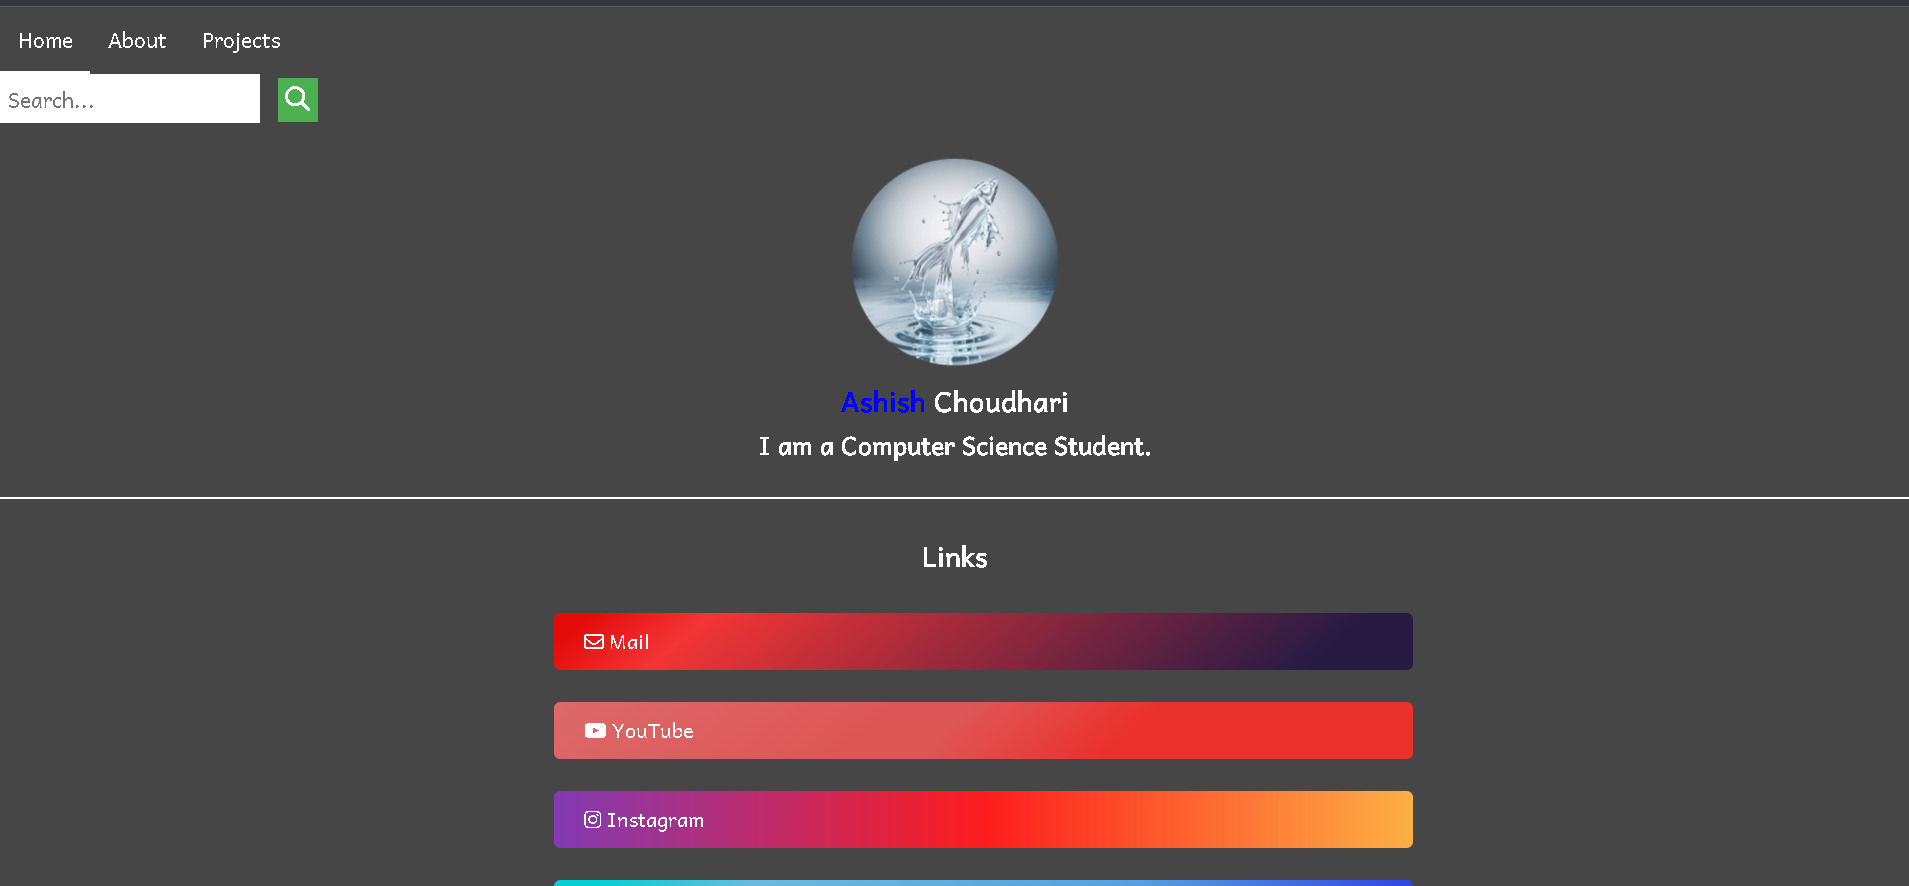 Home About Projects
Search...
Ashish Choudhari
I am a Computer Science Student.
Links
Mail
YouTube
Instagram